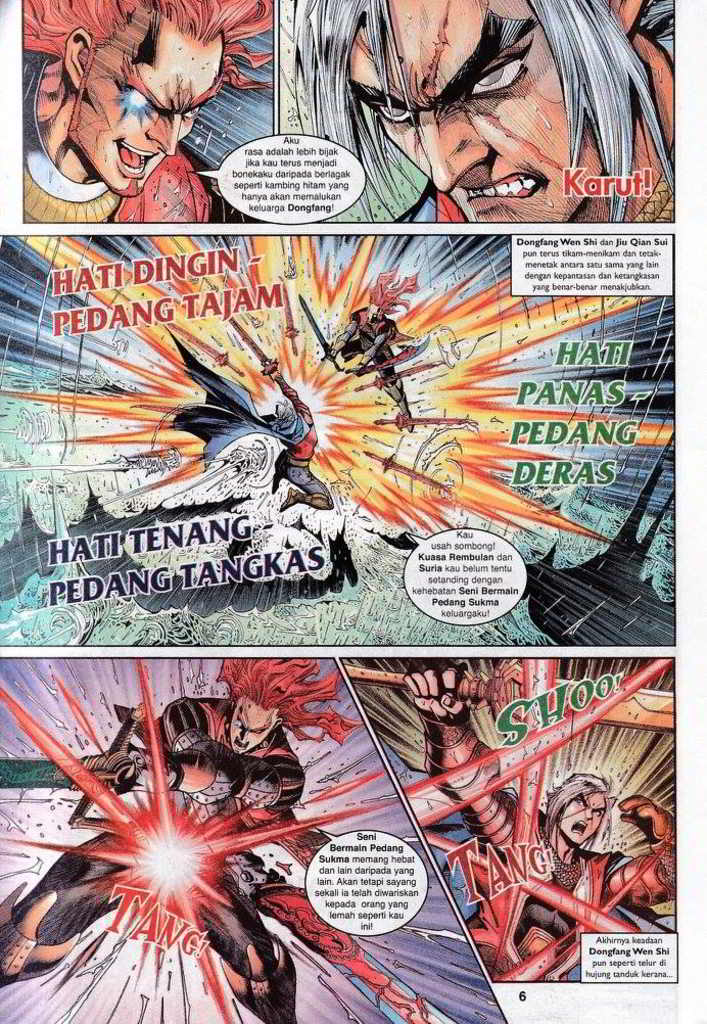 Aku
rasa adalah lebih bijak
jika kau terus menjadi
bonekaku daripada berlagak
seperti kambing hitam yang
hanya akan memalukan
keluarga Dongfang!
Karut!
Dongfang Wen Shi dan Jiu Qian Sui
pun terus tikam-menikam dan tetak-
menetak antara satu sama yang lain
dengan kepantasan dan ketangkasan
yang benar-benar menakjubkan.
HATI DINGIN -
PEDANG TAJAM
HATI
PANAS -
PEDANG
DERAS
HATI TENANG -
PEDANG TANGKAS
Kau
usah sombong!
Kuasa Rembulan dan
Suria kau belum tentu
setanding dengan
kehebatan Seni Bermain
Pedang Sukma
keluargaku!
Seni
Bermain Pedang
Sukma memang hebat
dan lain daripada yang
lain. Akan tetapi sayang
sekali ia telah diwariskan
kepada orang yang
lemah seperti kau
ini!
TANG!
SHOO!
TANG!
Akhirnya keadaan
Dongfang Wen Shi
pun seperti telur di
hujung tanduk kerana...
6